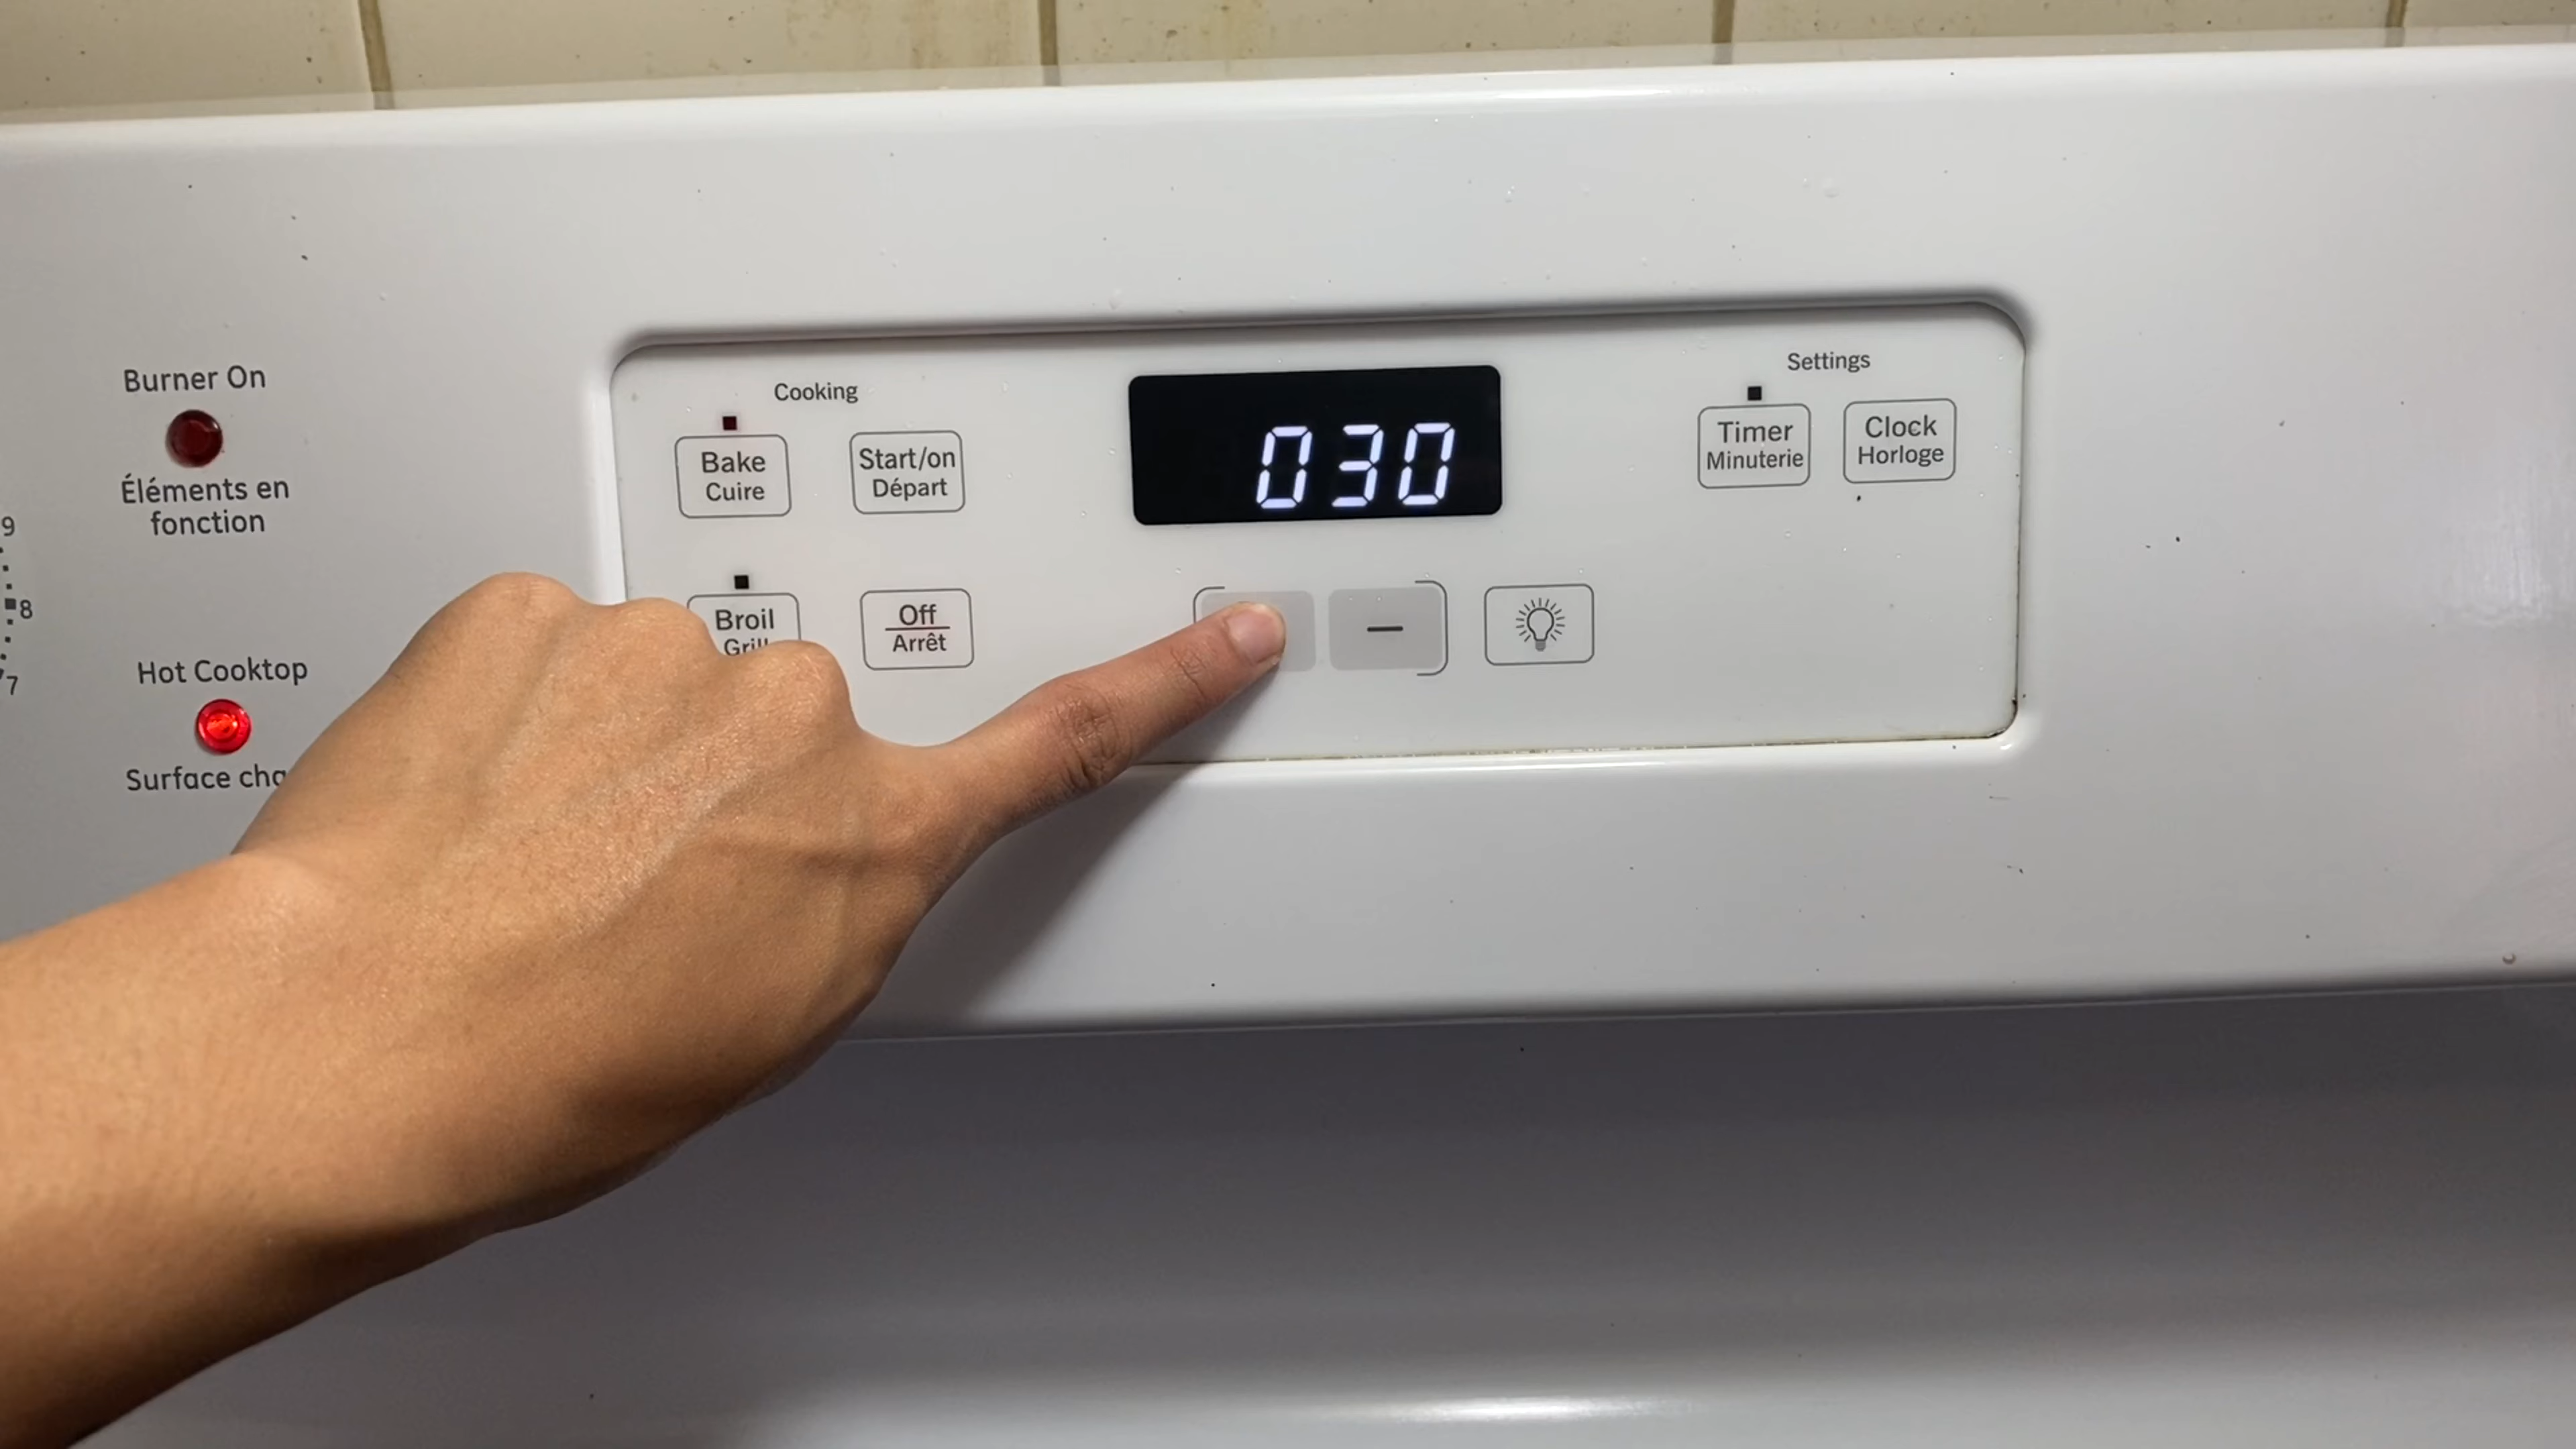 Burner On
Éléments en
fonction
9
8
7
Hot Cooktop
Surface
Cooking
Bake
Cuire
Start/on
Départ
Broil
Off
Arrêt
030
—
Settings
Timer
Minuterie
Clock
Horloge